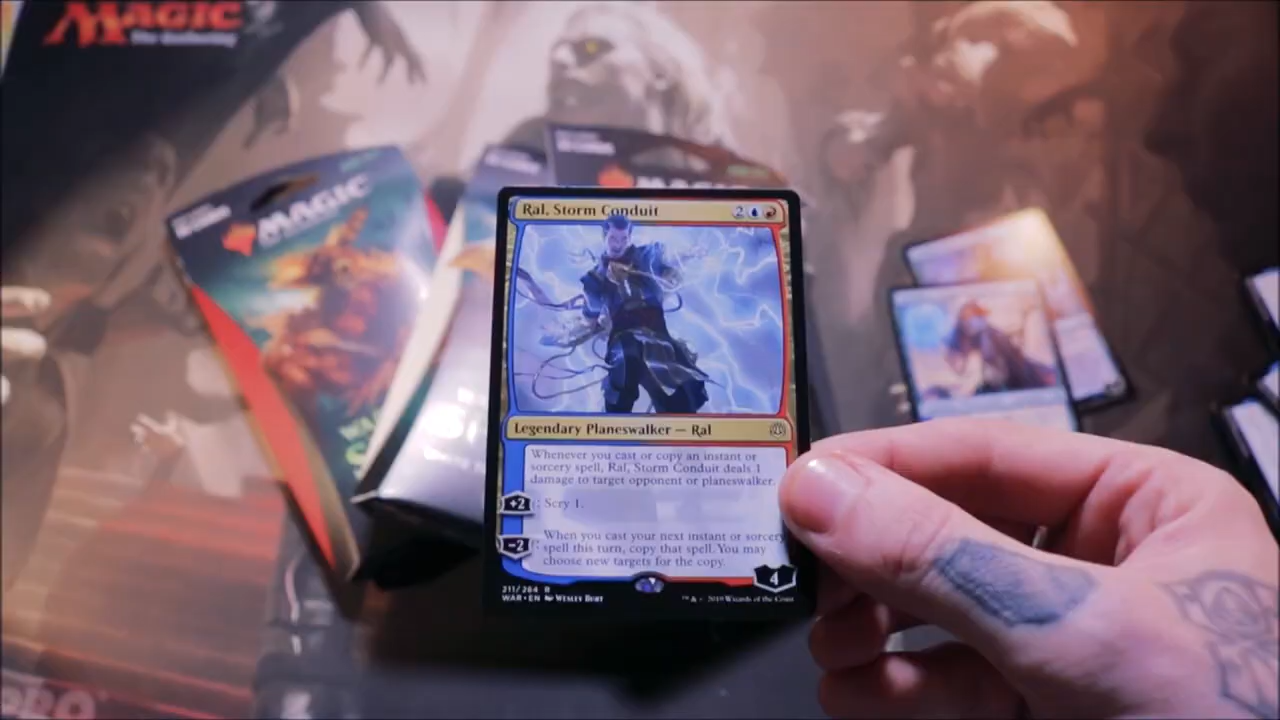 MAGIC
The Gathering
MAGIC
Ral, Storm Conduit
2
Legendary Planeswalker — Ral
Whenever you cast or copy an instant or
sorcery spell, Ral, Storm Conduit deals 1
damage to target opponent or planeswalker.
+2: Scry 1.
-2: When you cast your next instant or sorcery
spell this turn, copy that spell. You may
choose new targets for the copy.
4
211/264 R
WAR • EN Wesley Burt
™ & © 2019 Wizards of the Coast